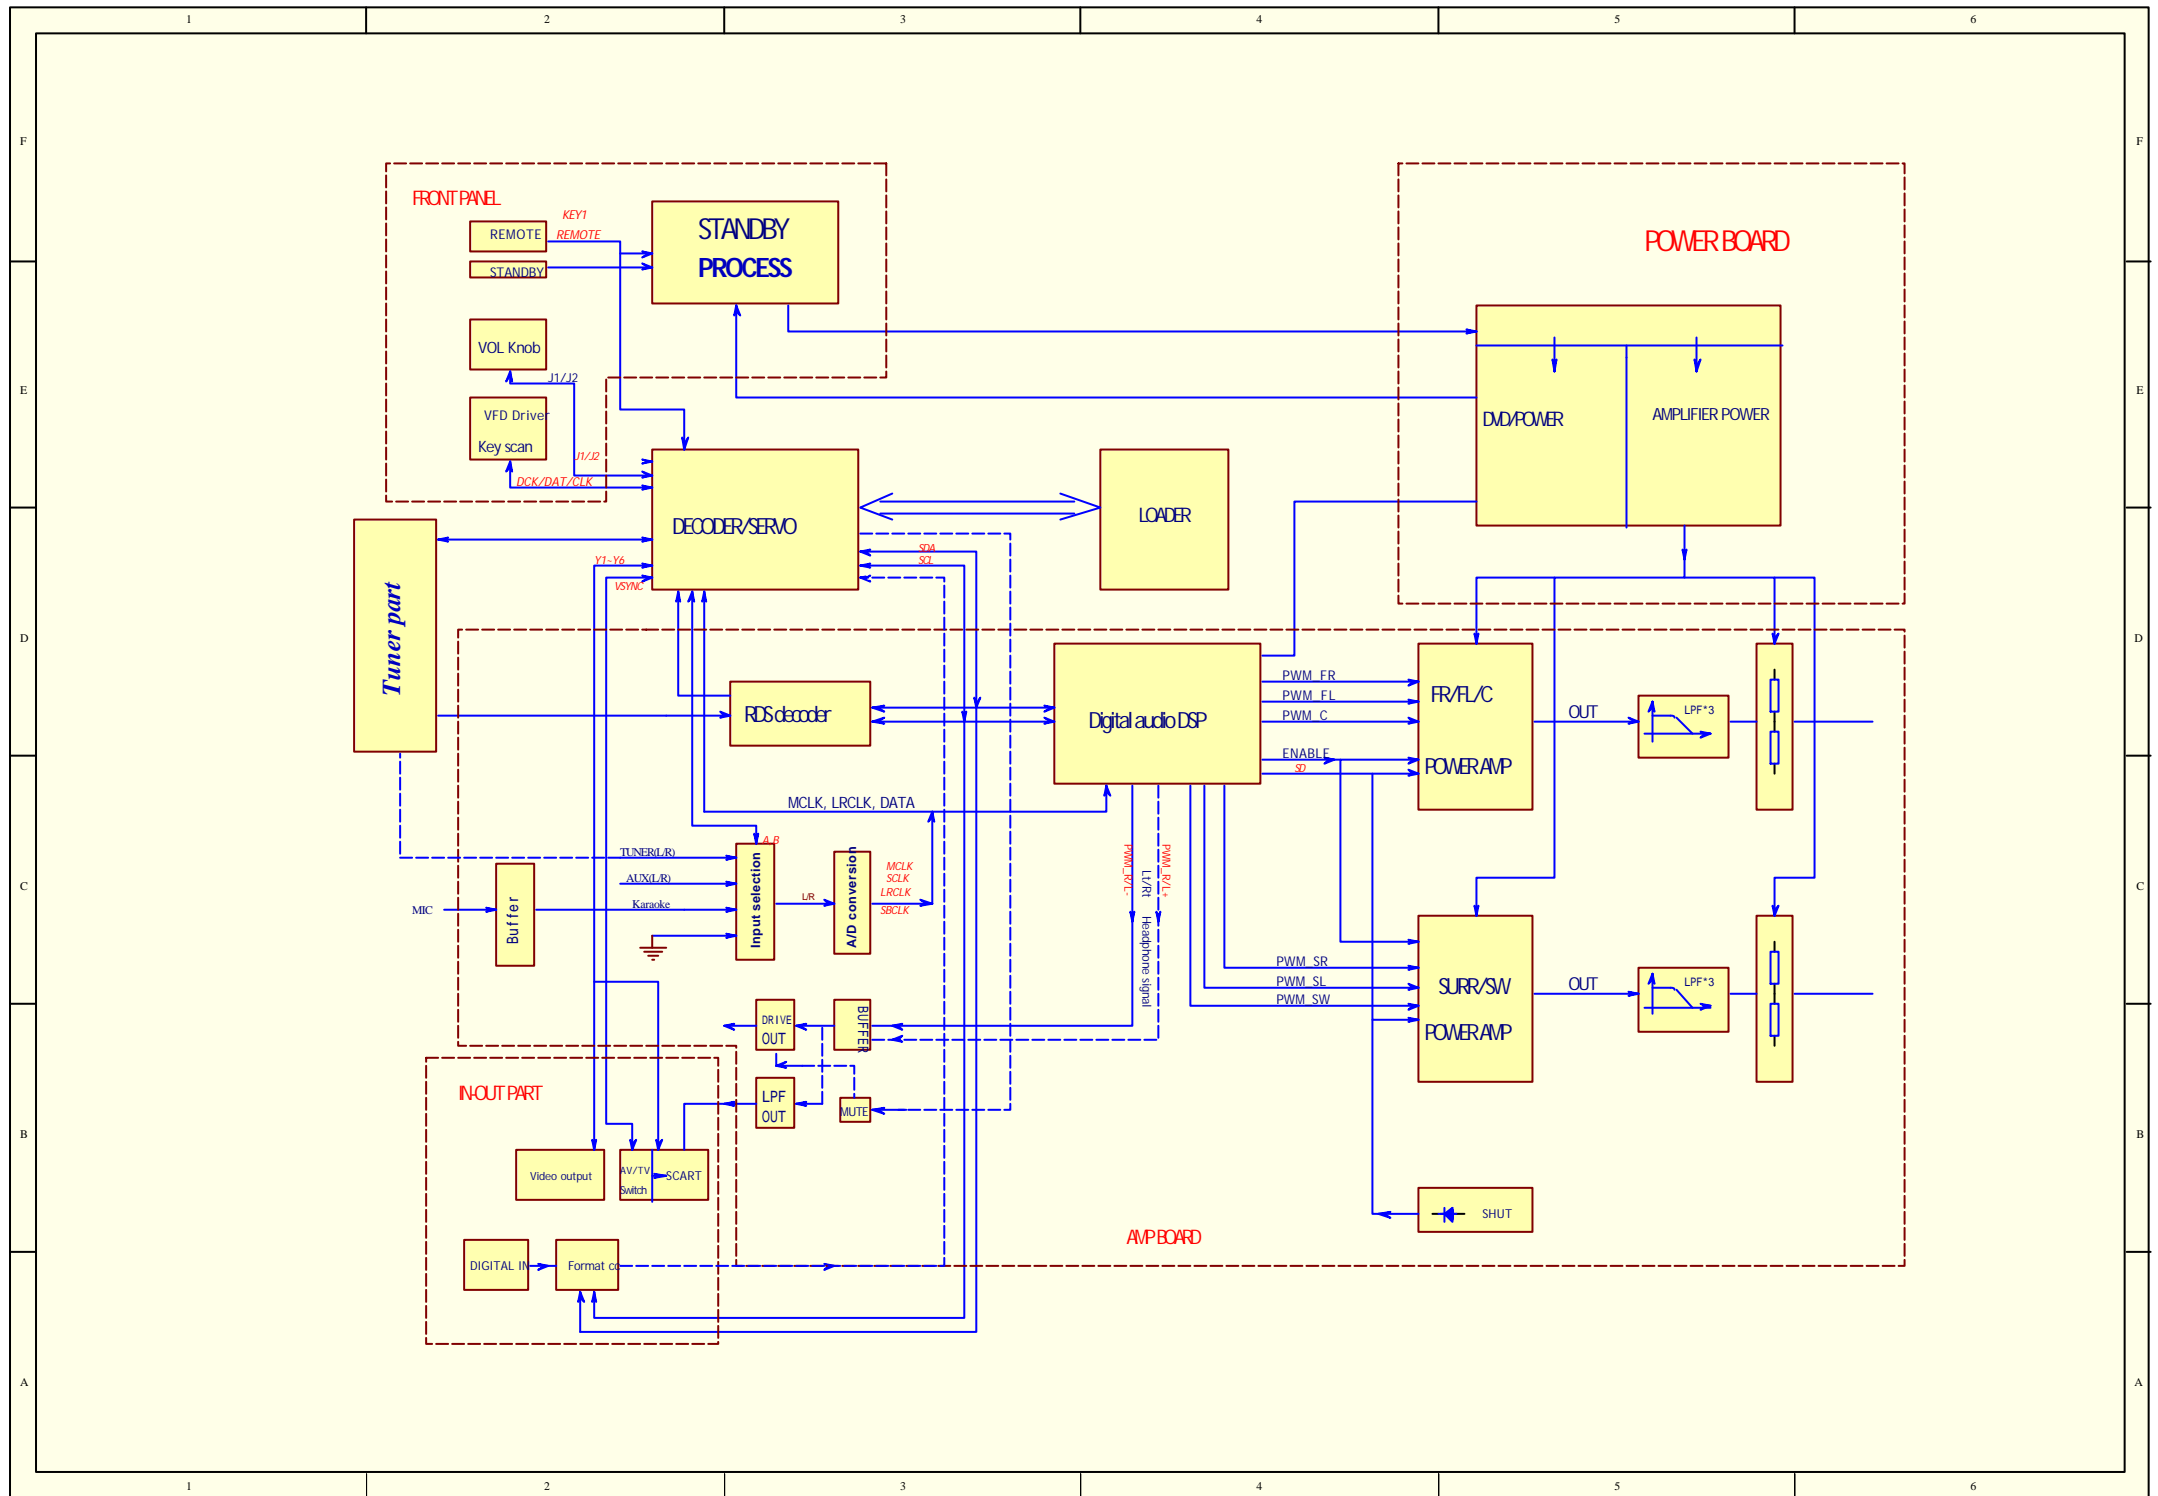 1 2 3 4 5 6
F F
FRONT PANEL
KEY1
REMOTE REMOTE
STANDBY
STANDBY
PROCESS
POWER BOARD
VOL Knob
J1/J2
VFD Driver
Key scan
J1/J2
DCK/DAT/CLK
E E
DVD/POWER
AMPLIFIER POWER
DECODER/SERVO
LOADER
SDA
SCL
Y1~Y6
VSYNC
Tuner part
D D
RDS decoder
Digital audio DSP
PWM_FR
PWM_FL
PWM_C
ENABLE
SD
FR/FL/C
POWER AMP
OUT
LPF*3
MCLK, LRCLK, DATA
A,B
TUNER(L/R)
AUX(L/R)
Karaoke
MIC
Buffer
Input selection
L/R
A/D conversion
MCLK
SCLK
LRCLK
SBCLK
PWM_R/L-
Lt/Rt Headphone signal
PWM_R/L+
C C
PWM_SR
PWM_SL
PWM_SW
SURR/SW
POWER AMP
OUT
LPF*3
DRIVE
OUT
BUFFER
LPF
OUT
MUTE
IN-OUT PART
B B
Video output
AV/TV
Switch
SCART
SHUT
AMP BOARD
DIGITAL IN
Format co
A A
1 2 3 4 5 6